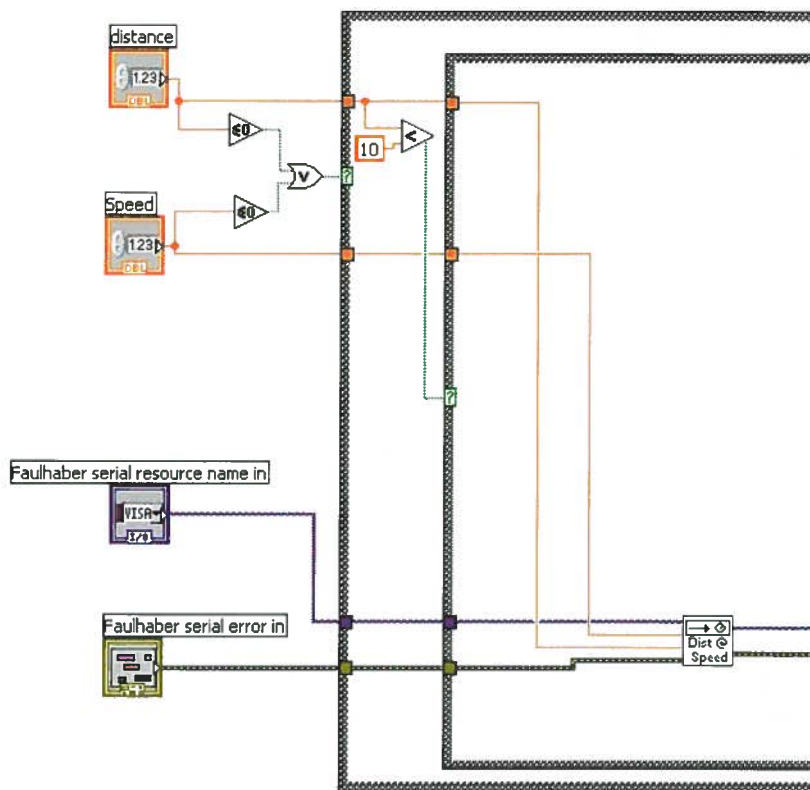 distance
1.23
DBL
≤0
10
<
V
?
Speed
≤0
1.23
DBL
?
Faulhaber serial resource name in
VISA
I/O
Faulhaber serial error in
Dist @
Speed